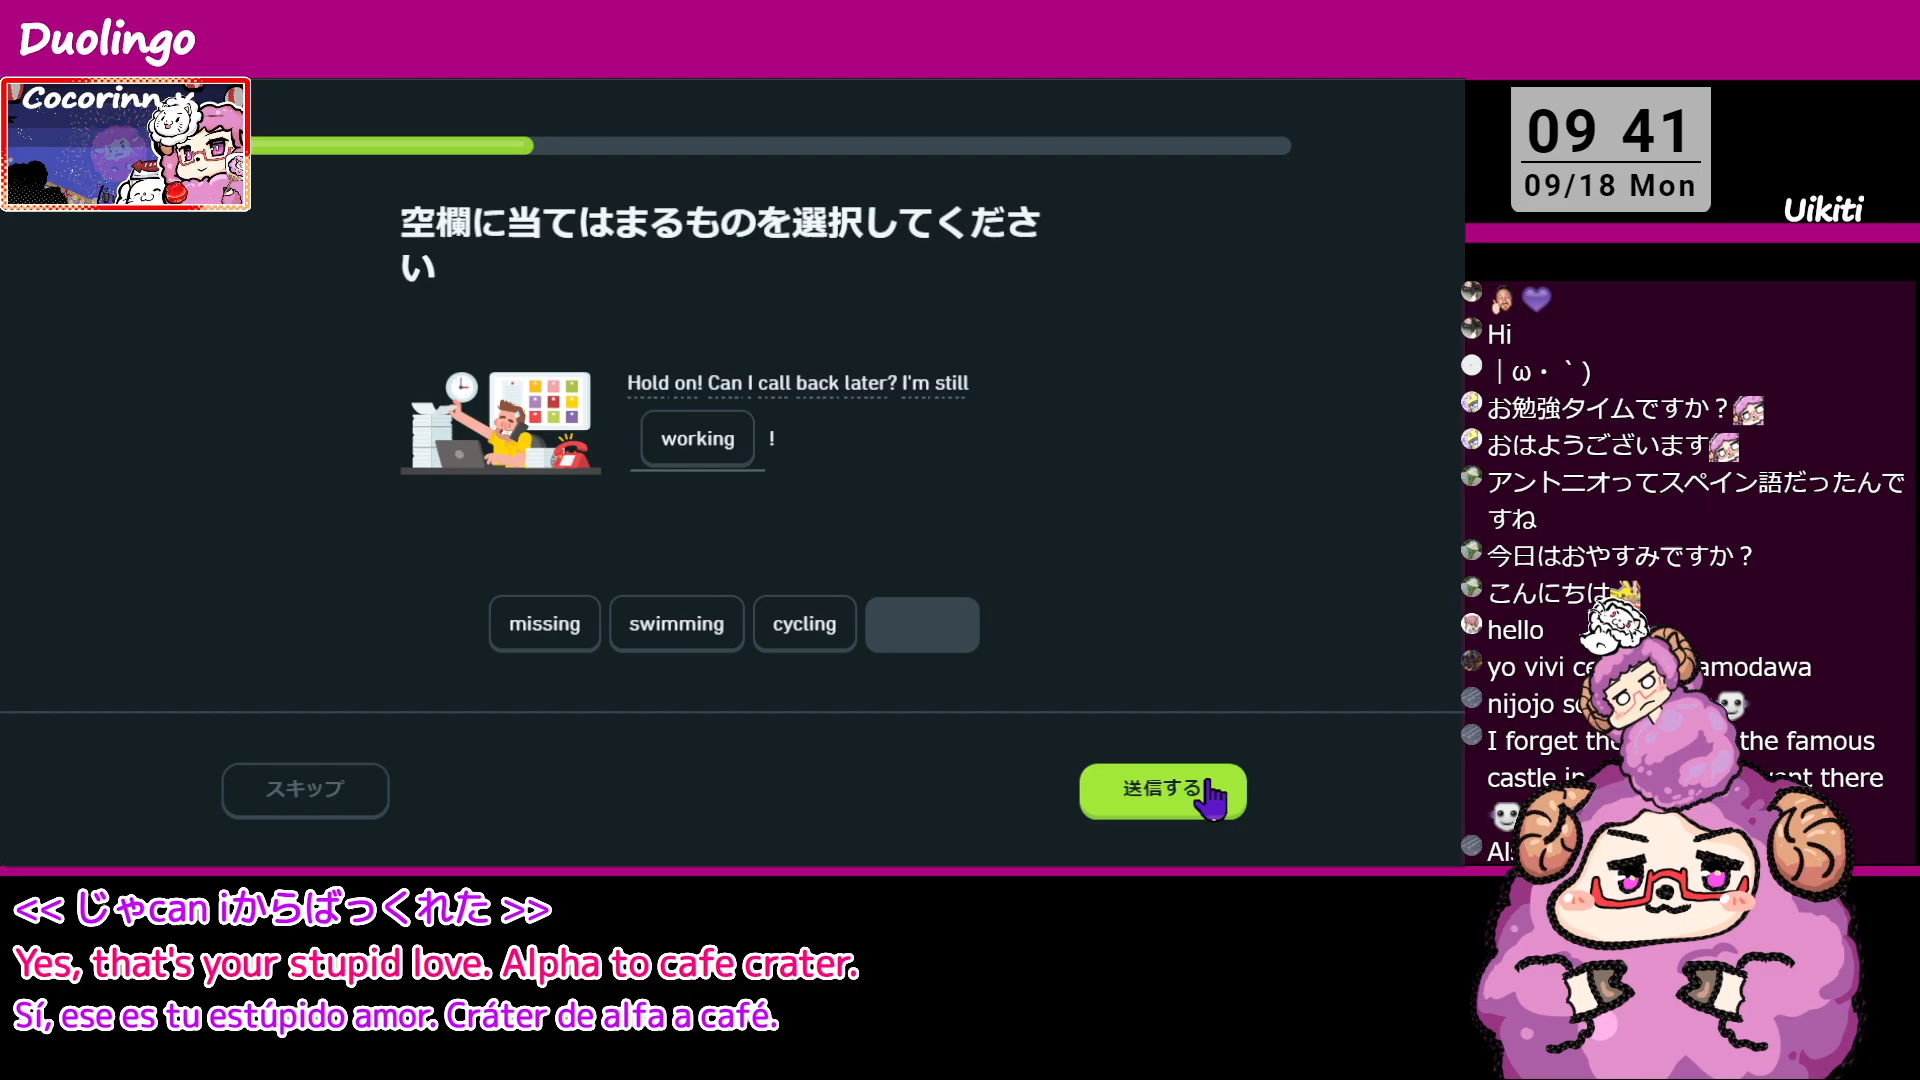 Duolingo
Cocorinn
09 41
09/18 Mon
Uikiti
空欄に当てはまるものを選択してくださ
い
Hold on! Can I call back later? I'm still
working !
missing swimming cycling
スキップ
送信する
Hi
|ω・｀)
お勉強タイムですか？
おはようございます
アントニオってスペイン語だったんで
すね
今日はおやすみですか？
こんにちは
hello
yo vivi amodawa
nijojo
I forget the famous
castle there
<< じゃcan iからばっくれた >>
Yes, that's your stupid love. Alpha to cafe crater.
Sí, ese es tu estúpido amor. Cráter de alfa a café.